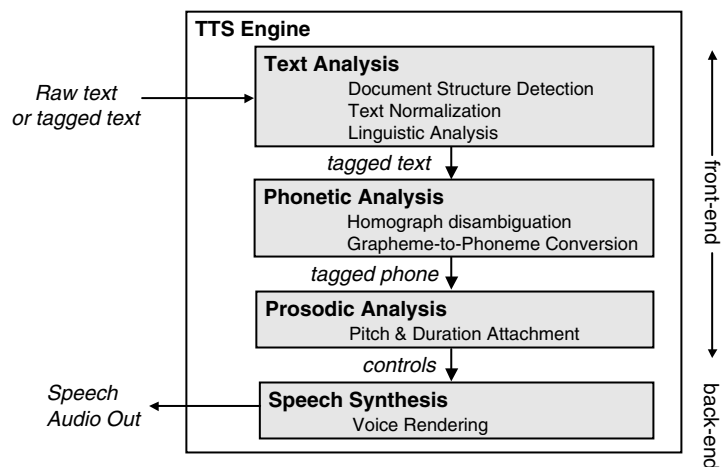 TTS Engine
Text Analysis
Document Structure Detection
Text Normalization
Linguistic Analysis
Raw text
or tagged text
tagged text
Phonetic Analysis
Homograph disambiguation
Grapheme-to-Phoneme Conversion
tagged phone
Prosodic Analysis
Pitch & Duration Attachment
controls
Speech Synthesis
Voice Rendering
Speech
Audio Out
front-end
back-end